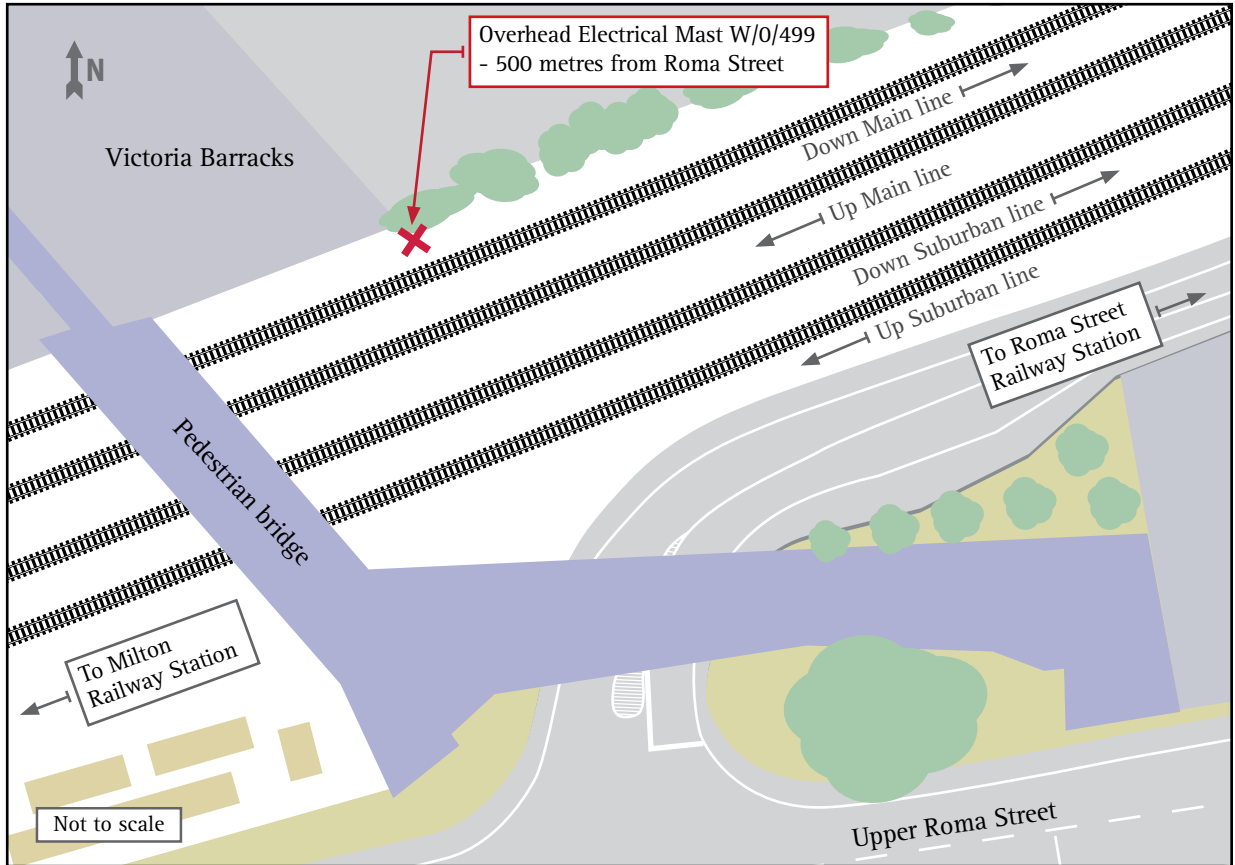 Overhead Electrical Mast W/0/499
- 500 metres from Roma Street
N
Victoria Barracks
Down Main line
Up Main line
Down Suburban line
Up Suburban line
To Roma Street
Railway Station
Pedestrian bridge
To Milton
Railway Station
Not to scale
Upper Roma Street